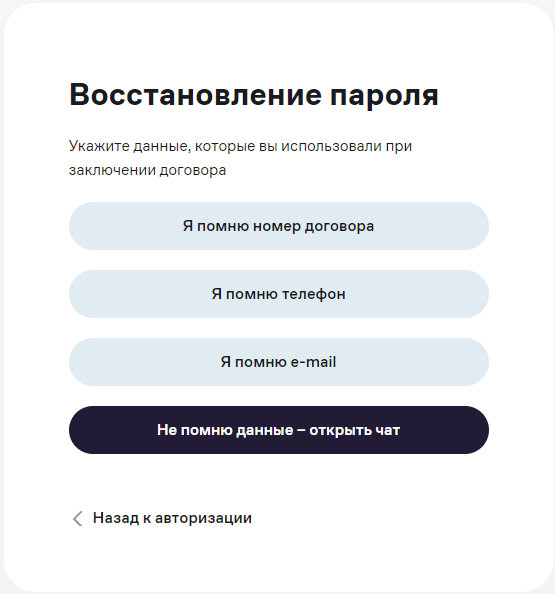 Восстановление пароля
Укажите данные, которые вы использовали при
заключении договора
Я помню номер договора
Я помню телефон
Я помню e-mail
Не помню данные – открыть чат
Назад к авторизации